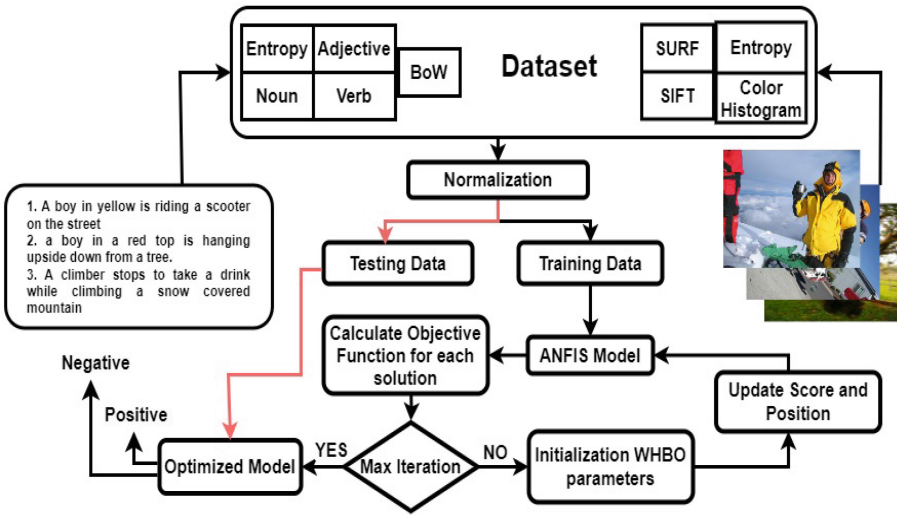 Entropy Adjective
BoW
Noun Verb
Dataset
SURF Entropy
SIFT Color
Histogram
Normalization
1. A boy in yellow is riding a scooter
on the street
2. a boy in a red top is hanging
upside down from a tree.
3. A climber stops to take a drink
while climbing a snow covered
mountain
Testing Data
Training Data
Calculate Objective
Function for each
solution
ANFIS Model
Negative
Positive
Update Score and
Position
Optimized Model
YES
Max Iteration
NO
Initialization WHBO
parameters